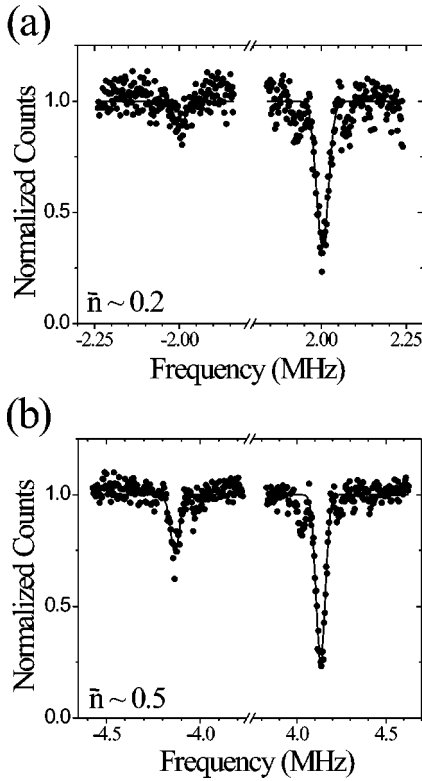 (a)
Normalized Counts
1.0
0.5
0.0
n̄ ~ 0.2
-2.25 -2.00 2.00 2.25
Frequency (MHz)
(b)
Normalized Counts
1.0
0.5
0.0
n̄ ~ 0.5
-4.5 -4.0 4.0 4.5
Frequency (MHz)